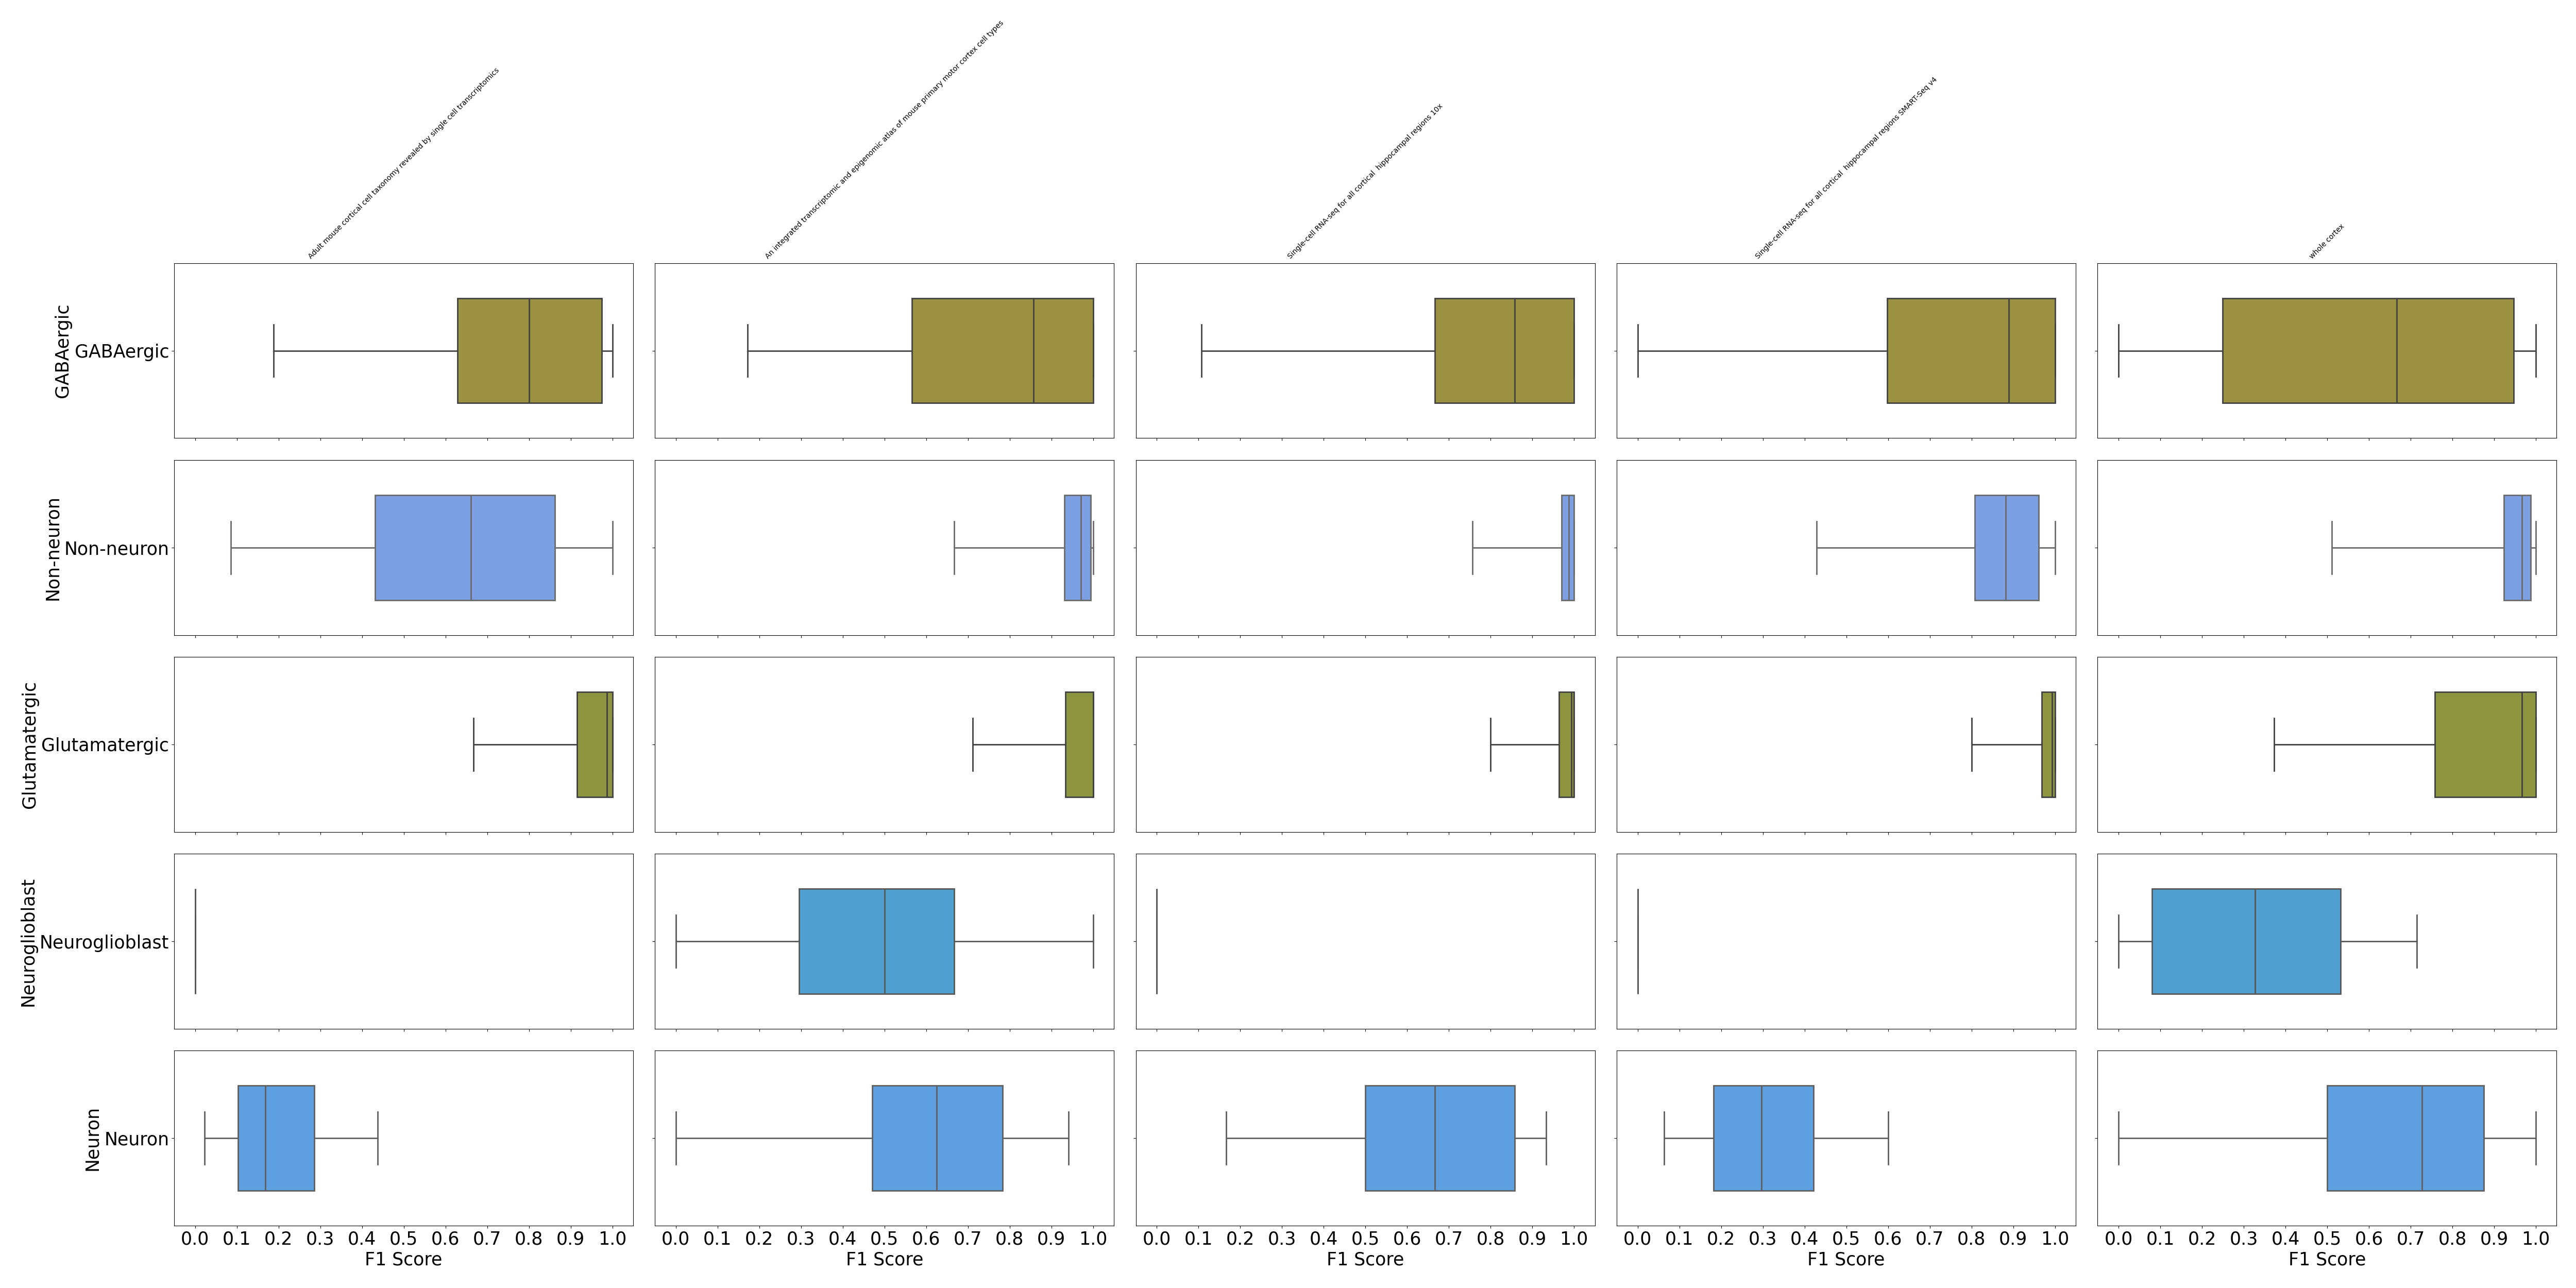 Adult mouse cortical cell taxonomy revealed by single cell transcriptomics
An integrated transcriptomic and epigenomic atlas of mouse primary motor cortex cell types
Single-cell RNA-seq for all cortical  hippocampal regions 10x
Single-cell RNA-seq for all cortical  hippocampal regions SMART-Seq v4
whole cortex
GABAergic
GABAergic
Non-neuron
Non-neuron
Glutamatergic
Glutamatergic
Neuroglioblast
Neuroglioblast
Neuron
Neuron
0.0 0.1 0.2 0.3 0.4 0.5 0.6 0.7 0.8 0.9 1.0
0.0 0.1 0.2 0.3 0.4 0.5 0.6 0.7 0.8 0.9 1.0
0.0 0.1 0.2 0.3 0.4 0.5 0.6 0.7 0.8 0.9 1.0
0.0 0.1 0.2 0.3 0.4 0.5 0.6 0.7 0.8 0.9 1.0
0.0 0.1 0.2 0.3 0.4 0.5 0.6 0.7 0.8 0.9 1.0
F1 Score
F1 Score
F1 Score
F1 Score
F1 Score